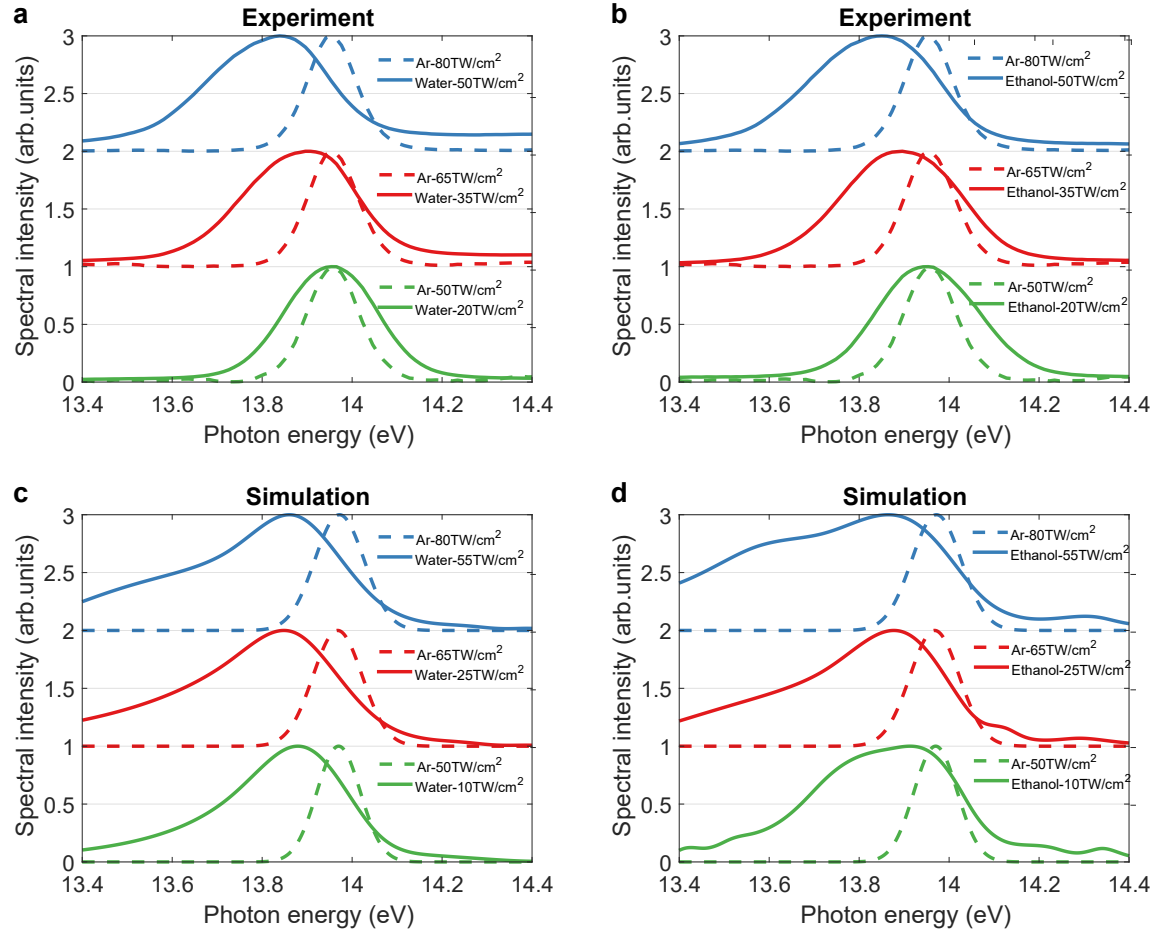 a
Experiment
Spectral intensity (arb.units)
3
2.5
2
1.5
1
0.5
0
Ar-80TW/cm²
Water-50TW/cm²
Ar-65TW/cm²
Water-35TW/cm²
Ar-50TW/cm²
Water-20TW/cm²
13.4 13.6 13.8 14 14.2 14.4
Photon energy (eV)
b
Experiment
Spectral intensity (arb.units)
3
2.5
2
1.5
1
0.5
0
Ar-80TW/cm²
Ethanol-50TW/cm²
Ar-65TW/cm²
Ethanol-35TW/cm²
Ar-50TW/cm²
Ethanol-20TW/cm²
13.4 13.6 13.8 14 14.2 14.4
Photon energy (eV)
c
Simulation
Spectral intensity (arb.units)
3
2.5
2
1.5
1
0.5
0
Ar-80TW/cm²
Water-55TW/cm²
Ar-65TW/cm²
Water-25TW/cm²
Ar-50TW/cm²
Water-10TW/cm²
13.4 13.6 13.8 14 14.2 14.4
Photon energy (eV)
d
Simulation
Spectral intensity (arb.units)
3
2.5
2
1.5
1
0.5
0
Ar-80TW/cm²
Ethanol-55TW/cm²
Ar-65TW/cm²
Ethanol-25TW/cm²
Ar-50TW/cm²
Ethanol-10TW/cm²
13.4 13.6 13.8 14 14.2 14.4
Photon energy (eV)